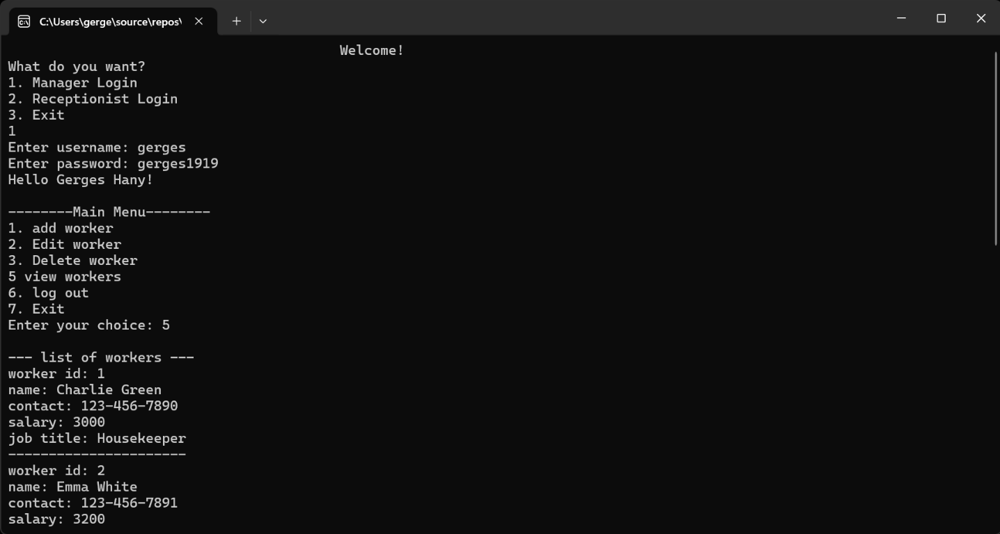 C:\Users\gerge\source\repos\
Welcome!
What do you want?
1. Manager Login
2. Receptionist Login
3. Exit
1
Enter username: gerges
Enter password: gerges1919
Hello Gerges Hany!
--------Main Menu--------
1. add worker
2. Edit worker
3. Delete worker
5 view workers
6. log out
7. Exit
Enter your choice: 5
--- list of workers ---
worker id: 1
name: Charlie Green
contact: 123-456-7890
salary: 3000
job title: Housekeeper
----------------------
worker id: 2
name: Emma White
contact: 123-456-7891
salary: 3200